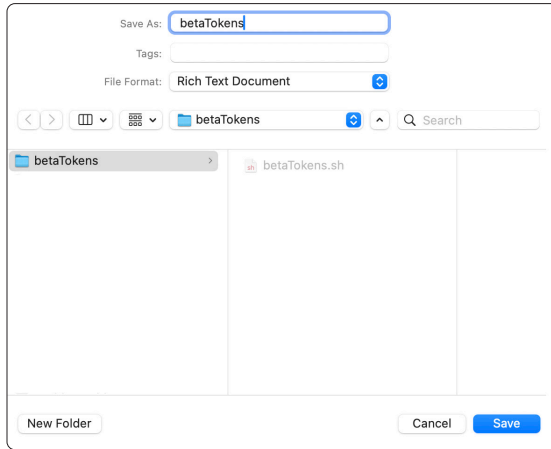 Save As: betaTokens
Tags:
File Format: Rich Text Document
betaTokens
Search
betaTokens
sh betaTokens.sh
New Folder
Cancel
Save